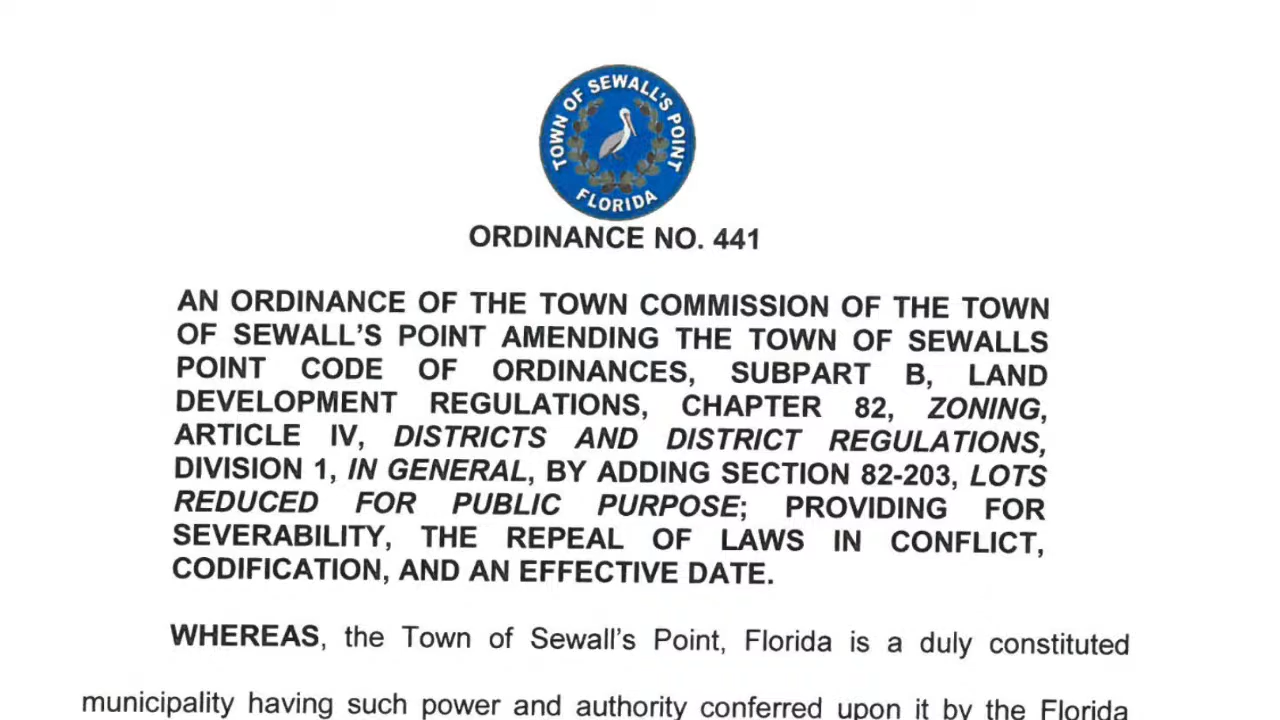 TOWN OF SEWALL'S POINT
FLORIDA
ORDINANCE NO. 441
AN ORDINANCE OF THE TOWN COMMISSION OF THE TOWN
OF SEWALL'S POINT AMENDING THE TOWN OF SEWALLS
POINT CODE OF ORDINANCES, SUBPART B, LAND
DEVELOPMENT REGULATIONS, CHAPTER 82, ZONING,
ARTICLE IV, DISTRICTS AND DISTRICT REGULATIONS,
DIVISION 1, IN GENERAL, BY ADDING SECTION 82-203, LOTS
REDUCED FOR PUBLIC PURPOSE; PROVIDING FOR
SEVERABILITY, THE REPEAL OF LAWS IN CONFLICT,
CODIFICATION, AND AN EFFECTIVE DATE.
WHEREAS, the Town of Sewall's Point, Florida is a duly constituted
municipality having such power and authority conferred upon it by the Florida